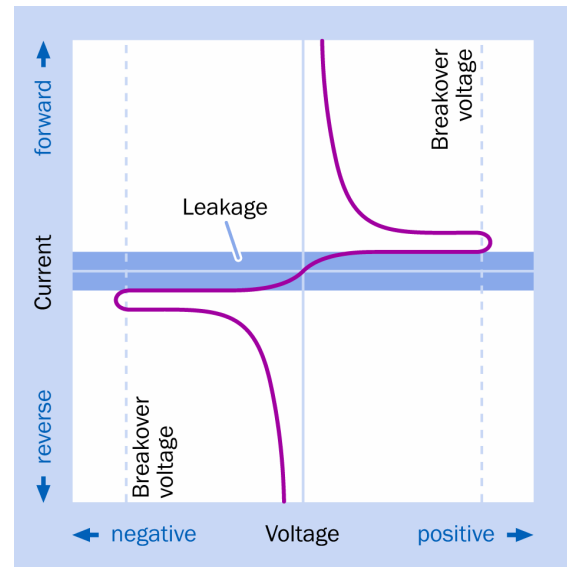 forward
Current
reverse
Breakover
voltage
Leakage
Breakover
voltage
negative
Voltage
positive